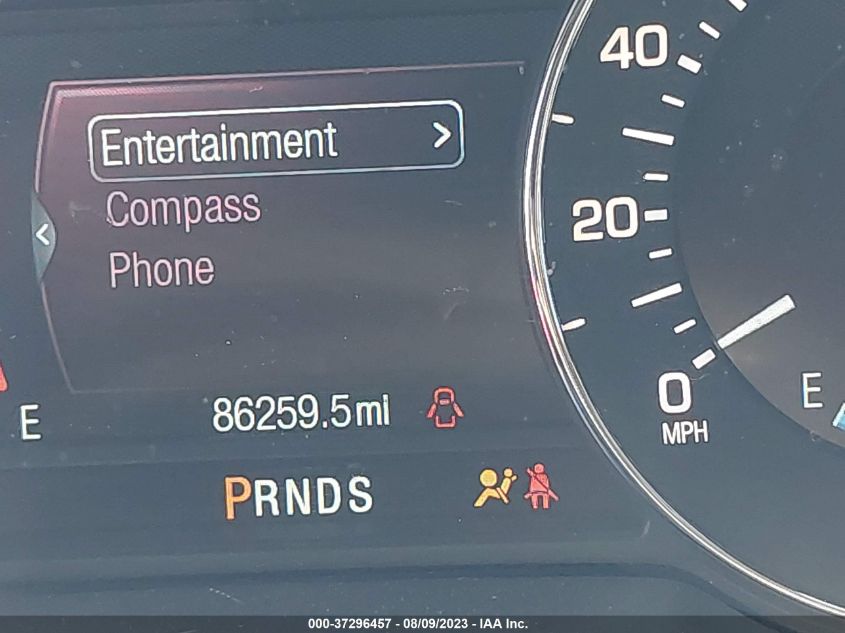 Entertainment >
Compass
<
Phone
E
86259.5mi
PRNDS
40
20
0
MPH
E
000-37296457 - 08/09/2023 - IAA Inc.